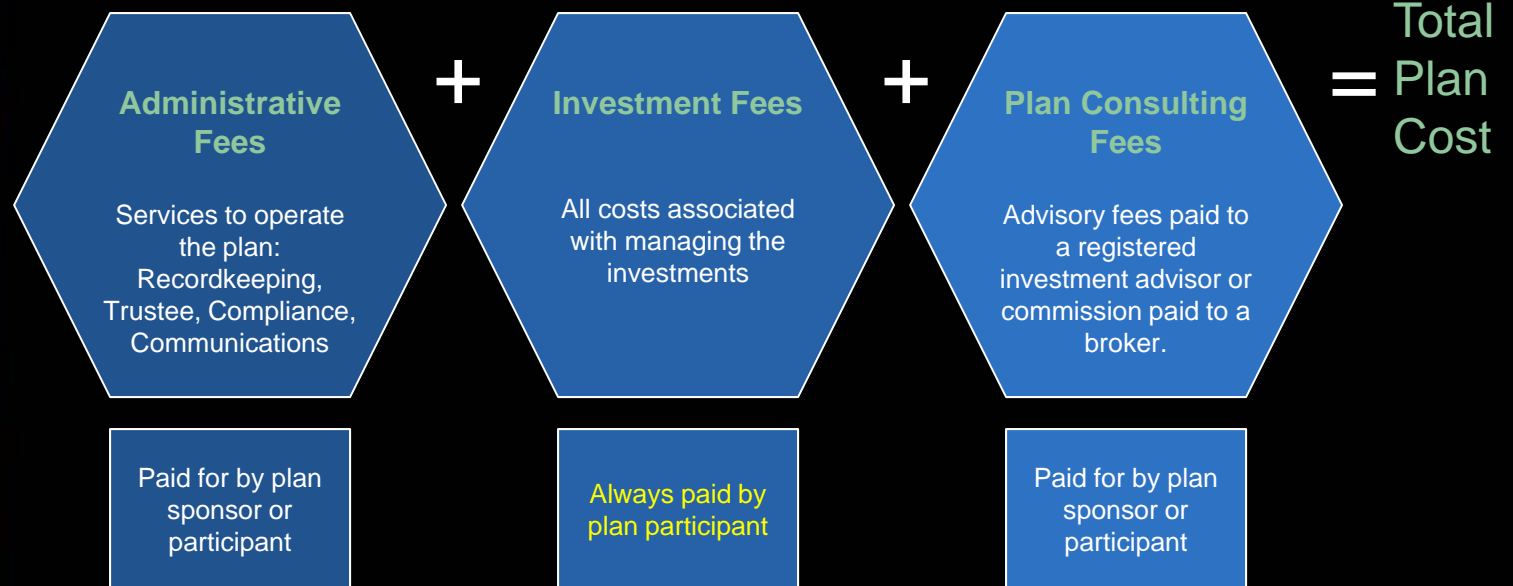 Administrative
Fees
Services to operate
the plan:
Recordkeeping,
Trustee, Compliance,
Communications
Paid for by plan
sponsor or
participant
+
Investment Fees
All costs associated
with managing the
investments
Always paid by
plan participant
+
Plan Consulting
Fees
Advisory fees paid to
a registered
investment advisor or
commission paid to a
broker.
Paid for by plan
sponsor or
participant
=
Total
Plan
Cost